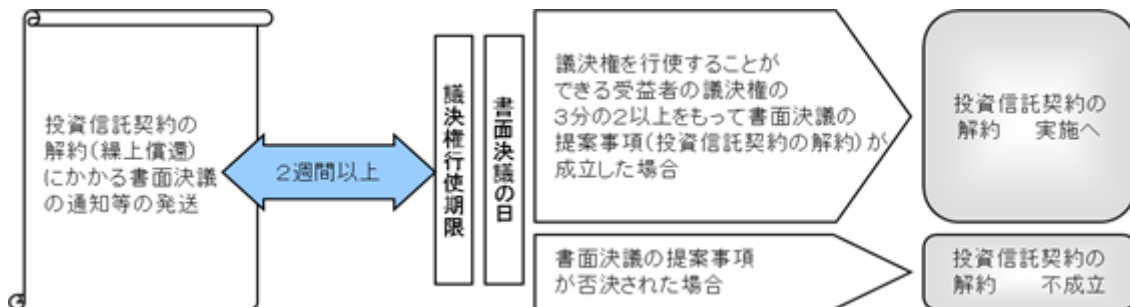 投資信託契約の
解約(繰上償還)
にかかる書面決議
の通知等の発送
2週間以上
議決権行使期限
書面決議の日
議決権を行使することが
できる受益者の議決権の
3分の2以上をもって書面決議の
提案事項(投資信託契約の解約)が
成立した場合
投資信託契約の
解約　実施へ
書面決議の提案事項
が否決された場合
投資信託契約の
解約　不成立